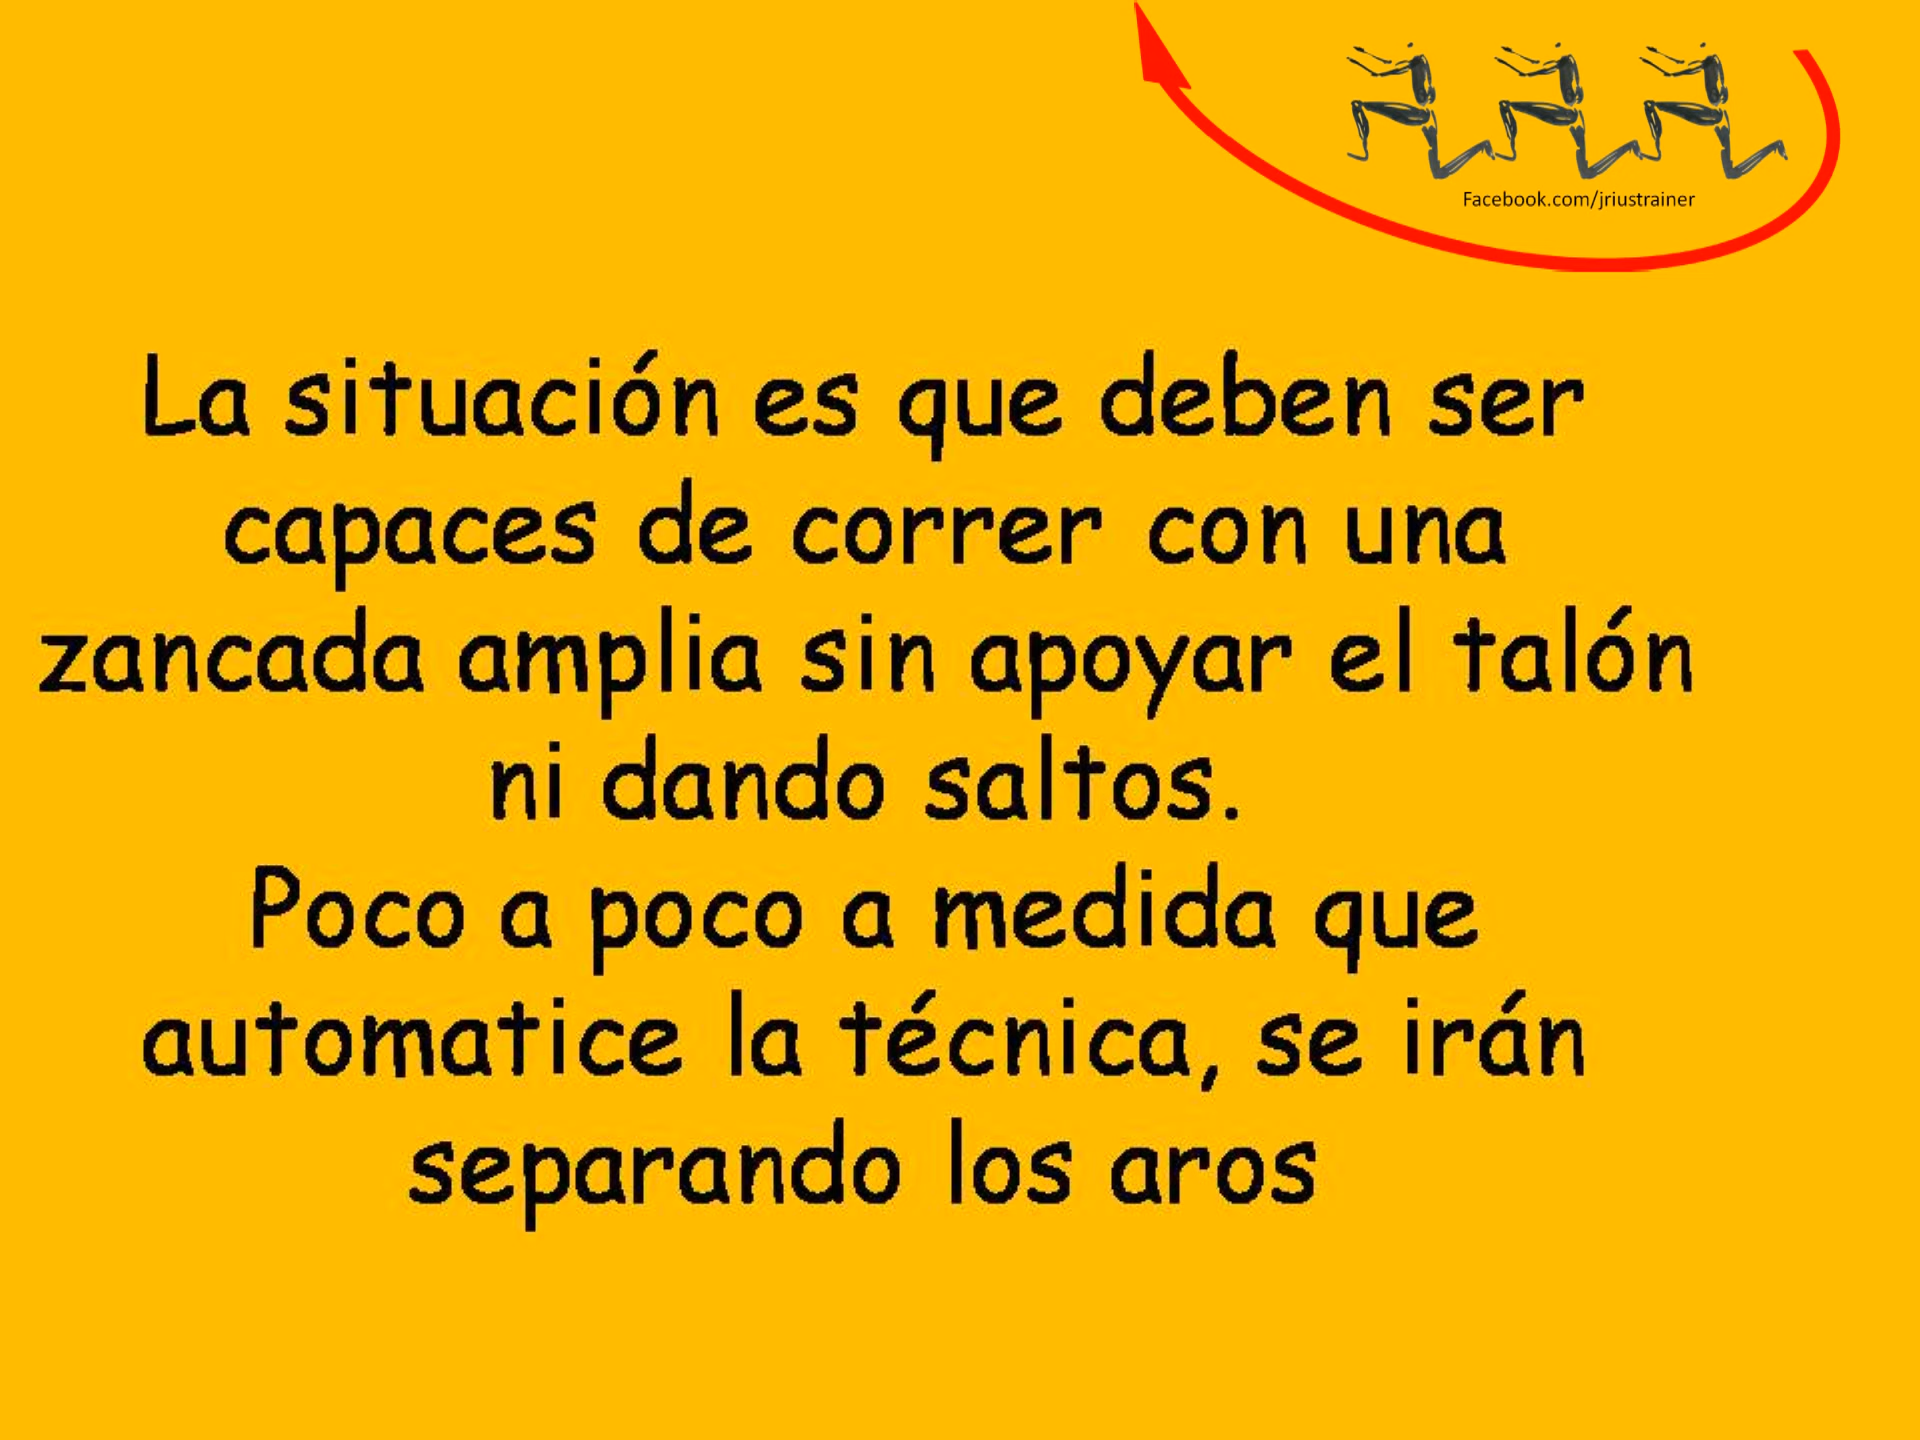 Facebook.com/jriustrainer
La situación es que deben ser
capaces de correr con una
zancada amplia sin apoyar el talón
ni dando saltos.
Poco a poco a medida que
automatice la técnica, se irán
separando los aros